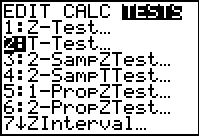 EDIT CALC TESTS
1:Z-Test…
2:T-Test…
3:2-SampZTest…
4:2-SampTTest…
5:1-PropZTest…
6:2-PropZTest…
7↓ZInterval…